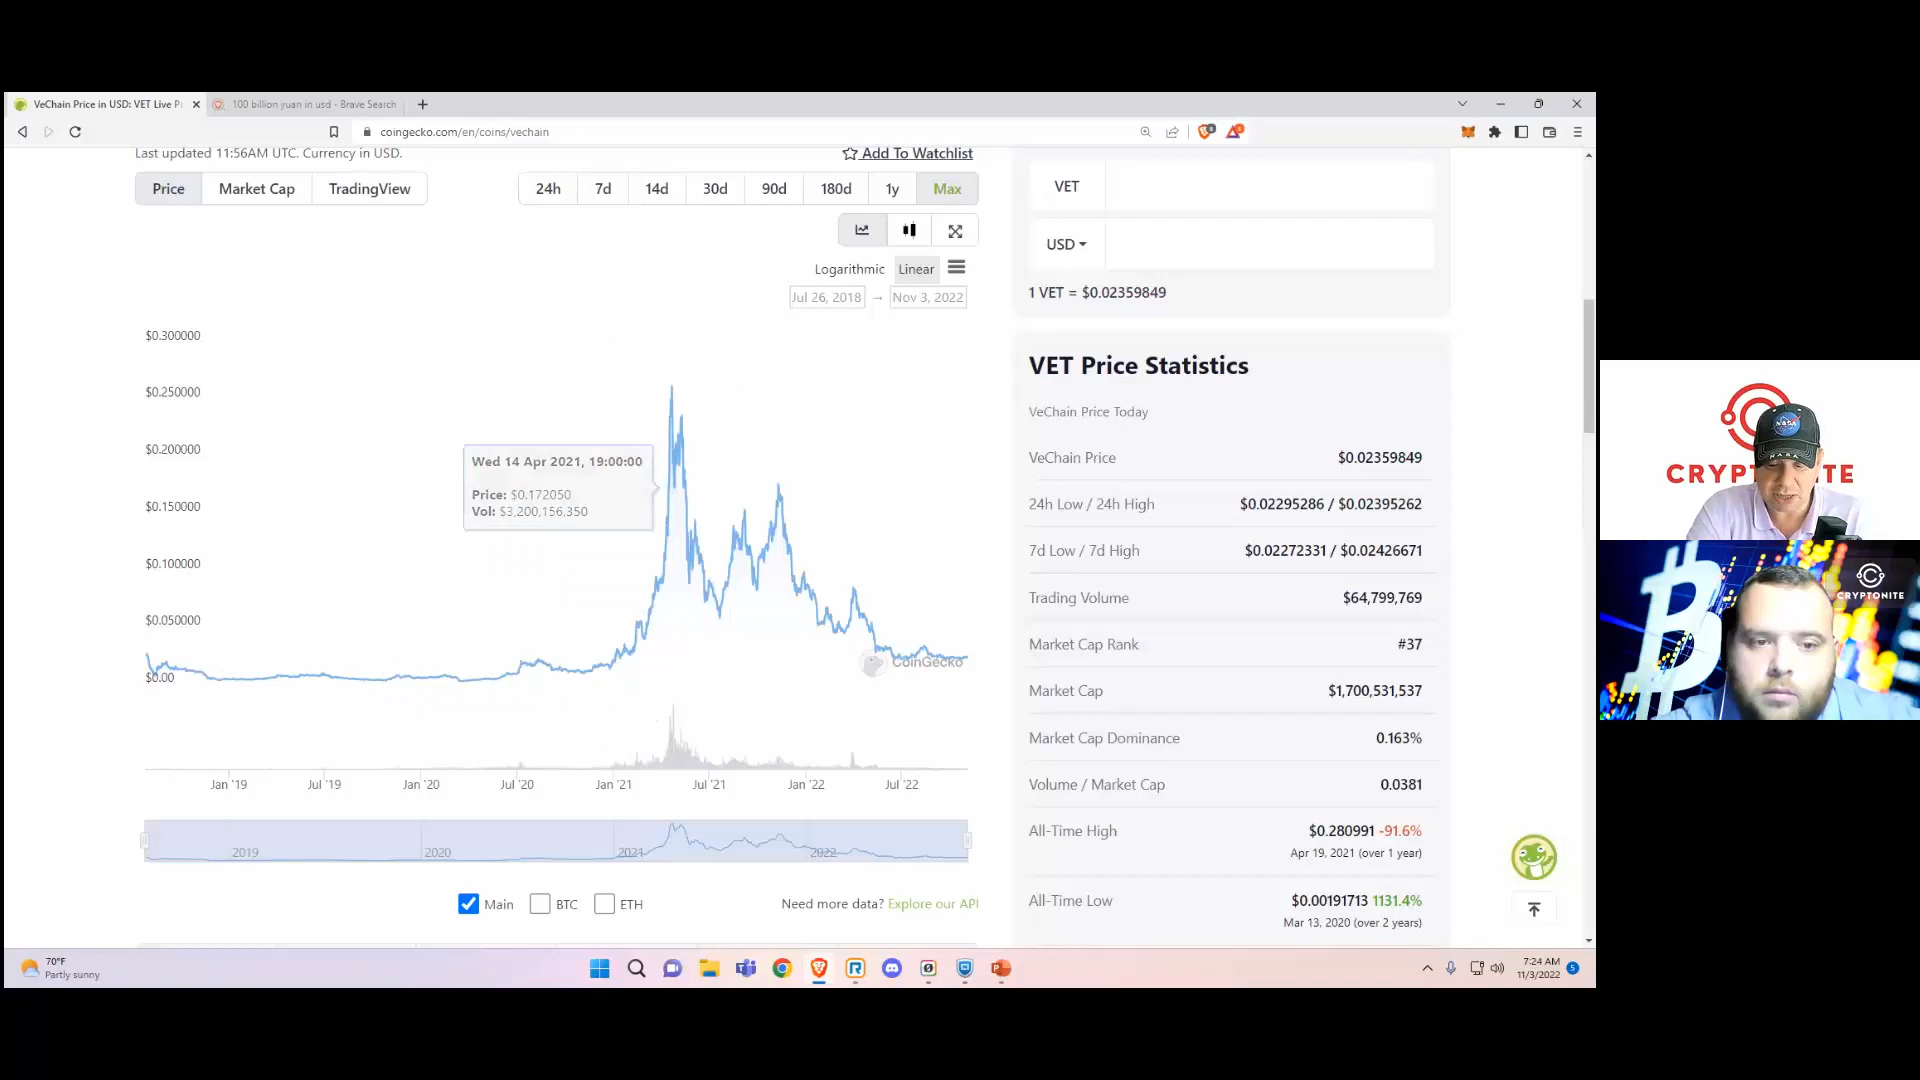 VeChain Price in USD: VET Live P
100 billion yuan in usd - Brave Search
coingecko.com/en/coins/vechain
Last updated 11:56AM UTC. Currency in USD.
Add To Watchlist
Price Market Cap TradingView
24h 7d 14d 30d 90d 180d 1y Max
Logarithmic Linear
Jul 26, 2018 → Nov 3, 2022
$0.300000
$0.250000
$0.200000
$0.150000
$0.100000
$0.050000
$0.00
Wed 14 Apr 2021, 19:00:00
Price: $0.172050
Vol: $3,200,156,350
CoinGecko
Jan '19 Jul '19 Jan '20 Jul '20 Jan '21 Jul '21 Jan '22 Jul '22
2019 2020 2021 2022
Main BTC ETH
Need more data? Explore our API
VET
USD
1 VET = $0.02359849
VET Price Statistics
VeChain Price Today
VeChain Price $0.02359849
24h Low / 24h High $0.02295286 / $0.02395262
7d Low / 7d High $0.02272331 / $0.02426671
Trading Volume $64,799,769
Market Cap Rank #37
Market Cap $1,700,531,537
Market Cap Dominance 0.163%
Volume / Market Cap 0.0381
All-Time High $0.280991 -91.6%
Apr 19, 2021 (over 1 year)
All-Time Low $0.00191713 1131.4%
Mar 13, 2020 (over 2 years)
70°F
Partly sunny
7:24 AM
11/3/2022
5
NASA
CRYPTONITE
CRYPTONITE